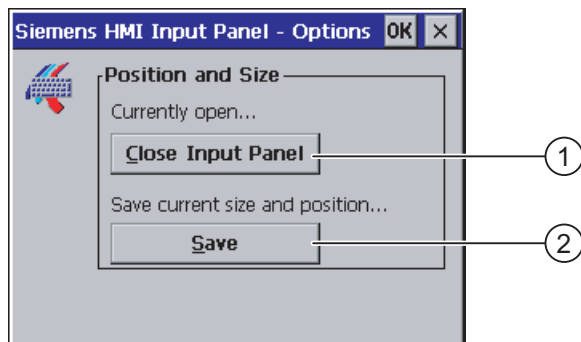 Siemens HMI Input Panel - Options OK ×
Position and Size
Currently open...
Close Input Panel
1
Save current size and position...
Save
2